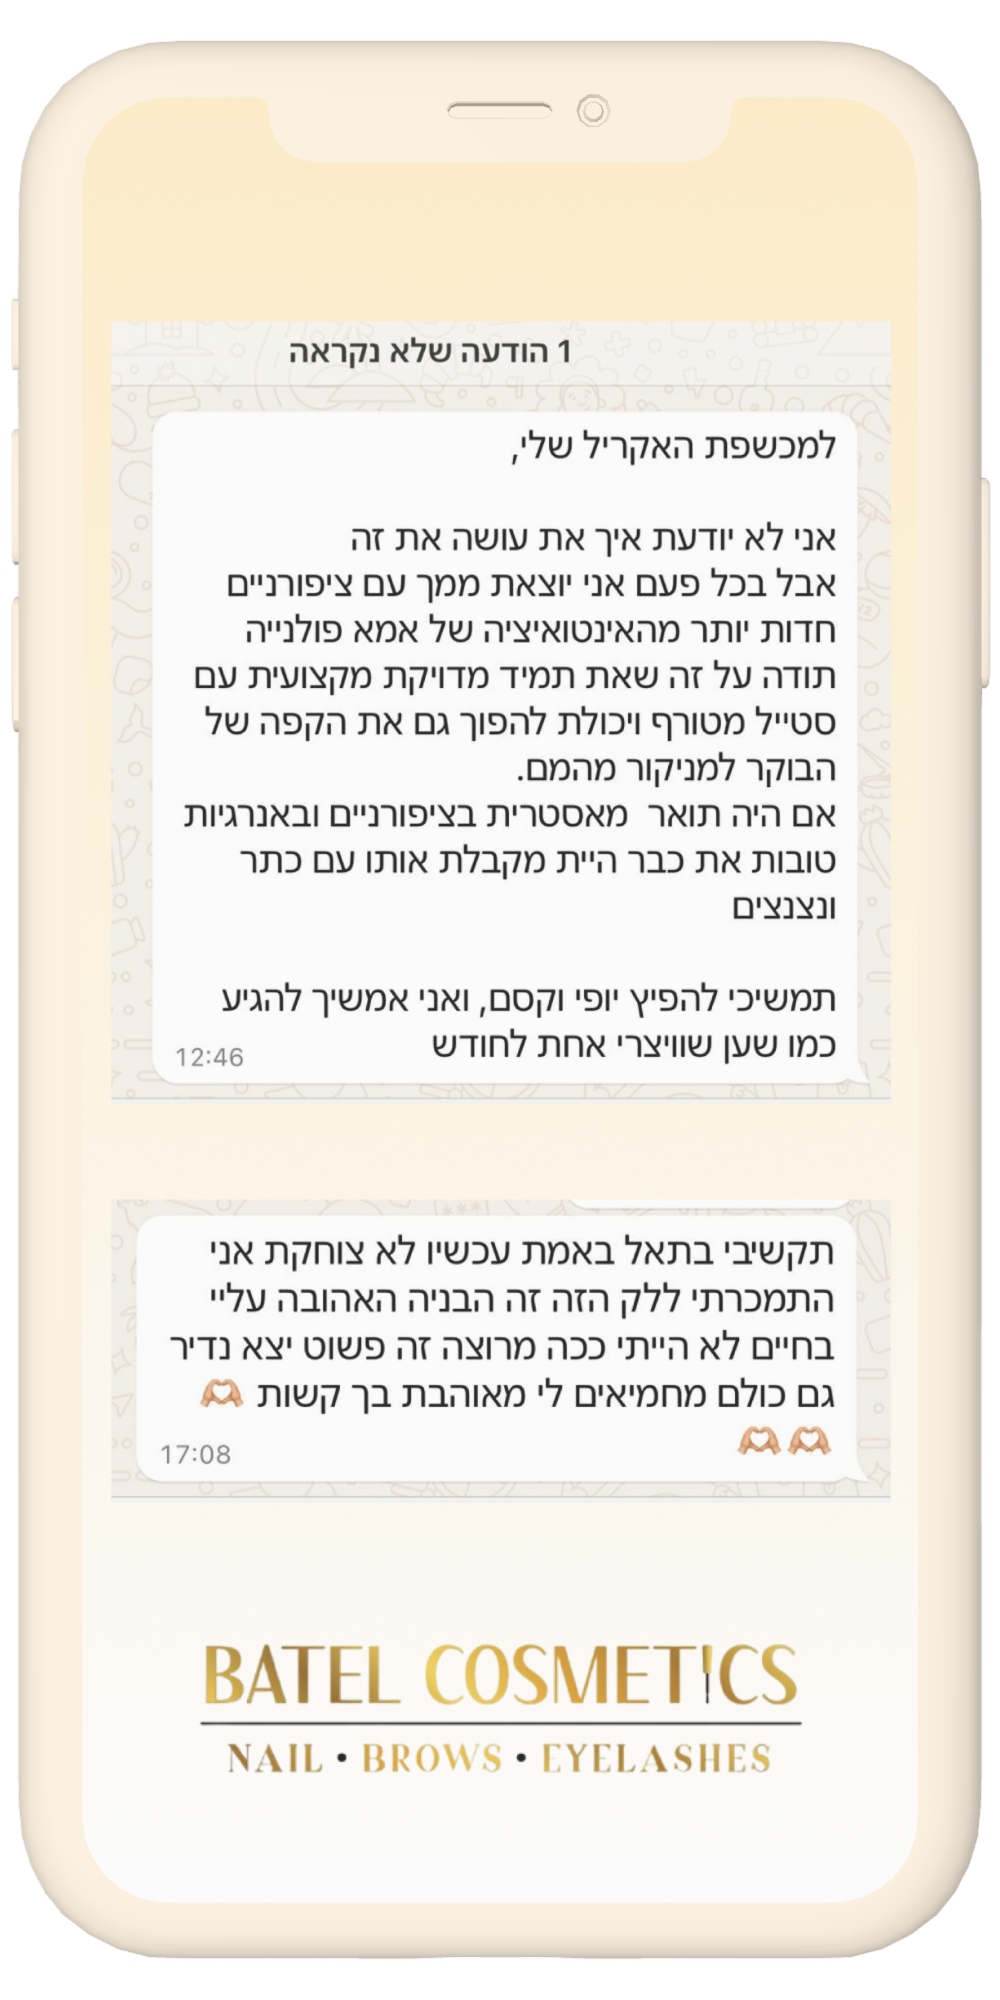 1 הודעה שלא נקראה
למכשפת האקריל שלי,
אני לא יודעת איך את עושה את זה
אבל בכל פעם אני יוצאת ממך עם ציפורניים
חדות יותר מהאינטואיציה של אמא פולנייה
תודה על זה שאת תמיד מדויקת מקצועית עם
סטייל מטורף ויכולת להפוך גם את הקפה של
הבוקר למניקור מהמם.
אם היה תואר  מאסטרית בציפורניים ובאנרגיות
טובות את כבר היית מקבלת אותו עם כתר
ונצנצים
תמשיכי להפיץ יופי וקסם, ואני אמשיך להגיע
כמו שען שוויצרי אחת לחודש
12:46
תקשיבי בתאל באמת עכשיו לא צוחקת אני
התמכרתי ללק הזה זה הבניה האהובה עליי
בחיים לא הייתי ככה מרוצה זה פשוט יצא נדיר
גם כולם מחמיאים לי מאוהבת בך קשות 🫶🏼
🫶🏼🫶🏼
17:08
BATEL COSMETICS
NAIL • BROWS • EYELASHES